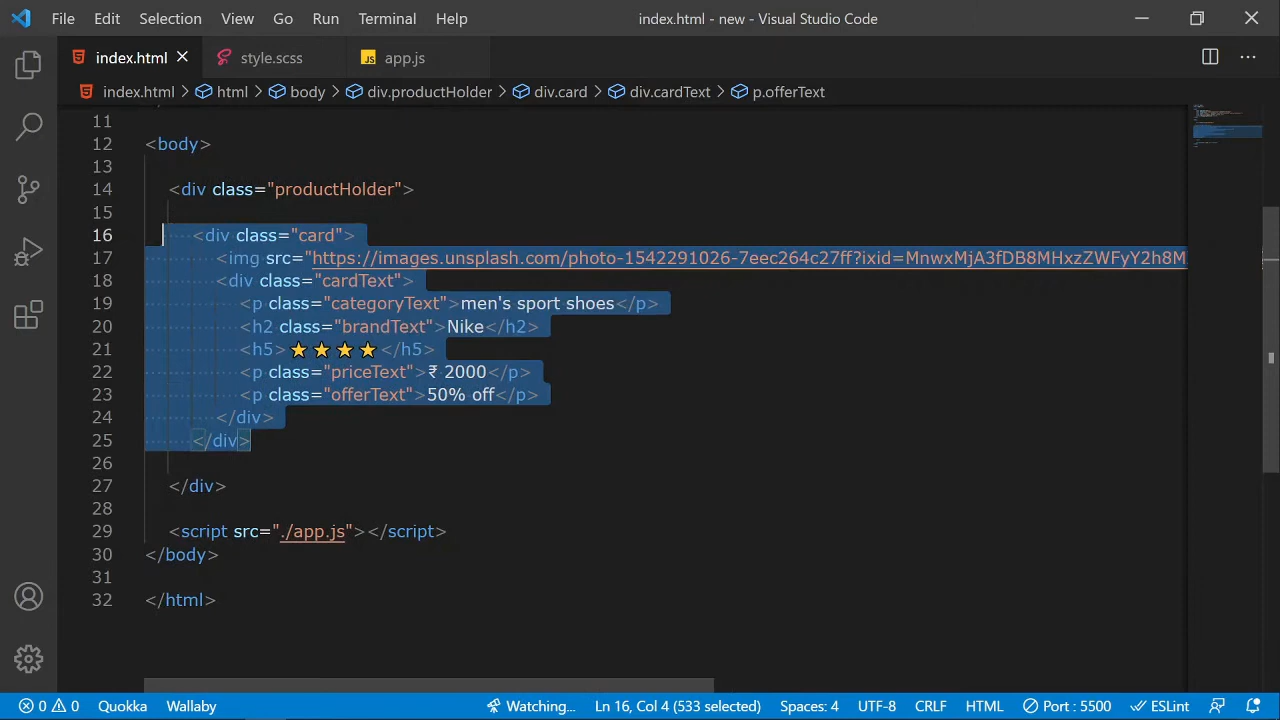 File Edit Selection View Go Run Terminal Help index.html - new - Visual Studio Code
index.html style.scss JS app.js
index.html > html > body > div.productHolder > div.card > div.cardText > p.offerText
11
12 <body>
13
14 <div class="productHolder">
15
16 <div class="card">
17 <img src="https://images.unsplash.com/photo-1542291026-7eec264c27ff?ixid=MnwxMjA3fDB8MHxzZWFyY2h8M
18 <div class="cardText">
19 <p class="categoryText">men's sport shoes</p>
20 <h2 class="brandText">Nike</h2>
21 <h5>⭐⭐⭐⭐</h5>
22 <p class="priceText">₹ 2000</p>
23 <p class="offerText">50% off</p>
24 </div>
25 </div>
26
27 </div>
28
29 <script src="./app.js"></script>
30 </body>
31
32 </html>
0 0 Quokka Wallaby Watching... Ln 16, Col 4 (533 selected) Spaces: 4 UTF-8 CRLF HTML Port : 5500 ESLint